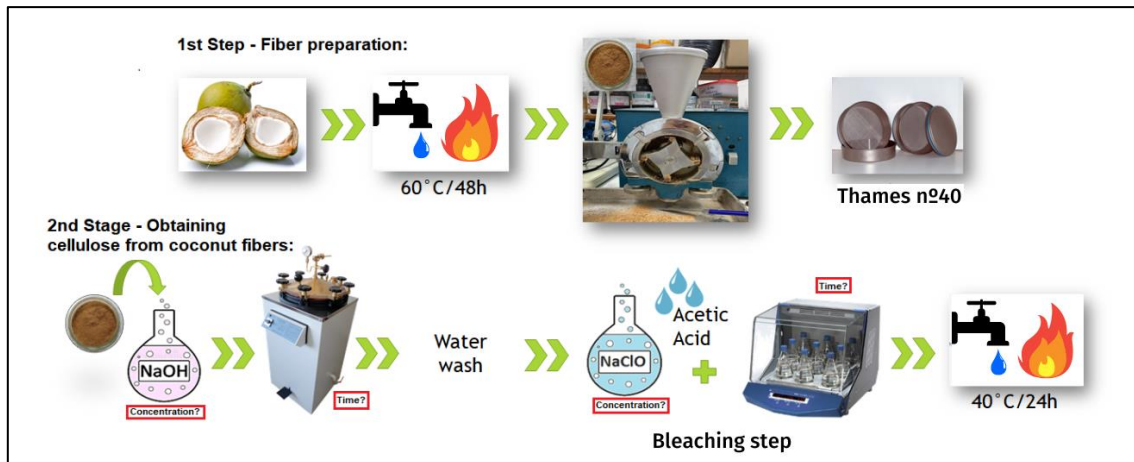 1st Step - Fiber preparation:
60°C/48h
Thames nº40
2nd Stage - Obtaining
cellulose from coconut fibers:
NaOH
Concentration?
Time?
Water
wash
NaClO
Concentration?
Acetic
Acid
Time?
Bleaching step
40°C/24h